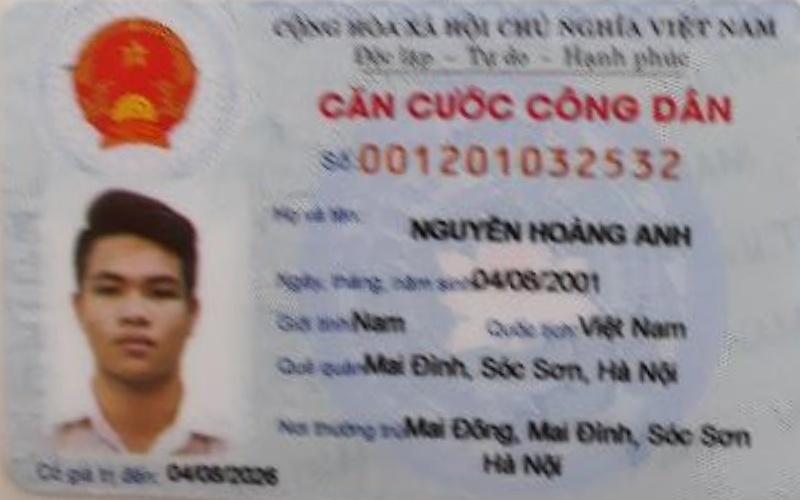 CỘNG HÒA XÃ HỘI CHỦ NGHĨA VIỆT NAM
Độc lập - Tự do - Hạnh phúc
CĂN CƯỚC CÔNG DÂN
Số 001201032532
Họ và tên: NGUYỄN HOÀNG ANH
Ngày, tháng, năm sinh: 04/08/2001
Giới tính: Nam Quốc tịch: Việt Nam
Quê quán: Mai Đình, Sóc Sơn, Hà Nội
Nơi thường trú: Mai Đông, Mai Đình, Sóc Sơn
Hà Nội
Có giá trị đến: 04/08/2026